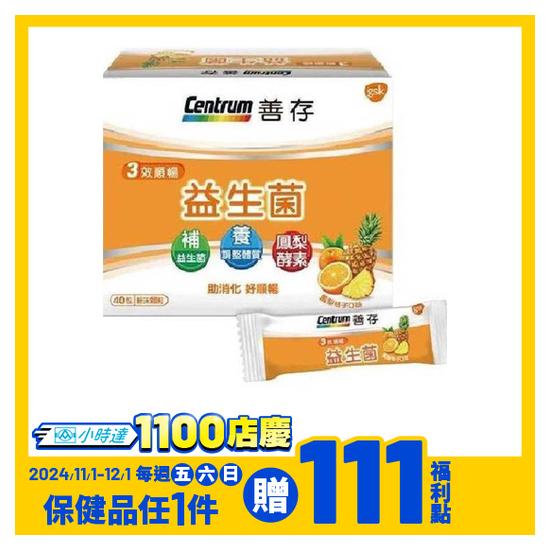 Centrum 善存
gsk
3效順暢
益生菌
補
益生菌
養
調整體質
鳳梨
酵素
助消化 好順暢
40包
Centrum 善存
3效順暢
益生菌
小時達
1100店慶
2024/11/1-12/1 每週五六日
保健品任1件
贈
111
福利點